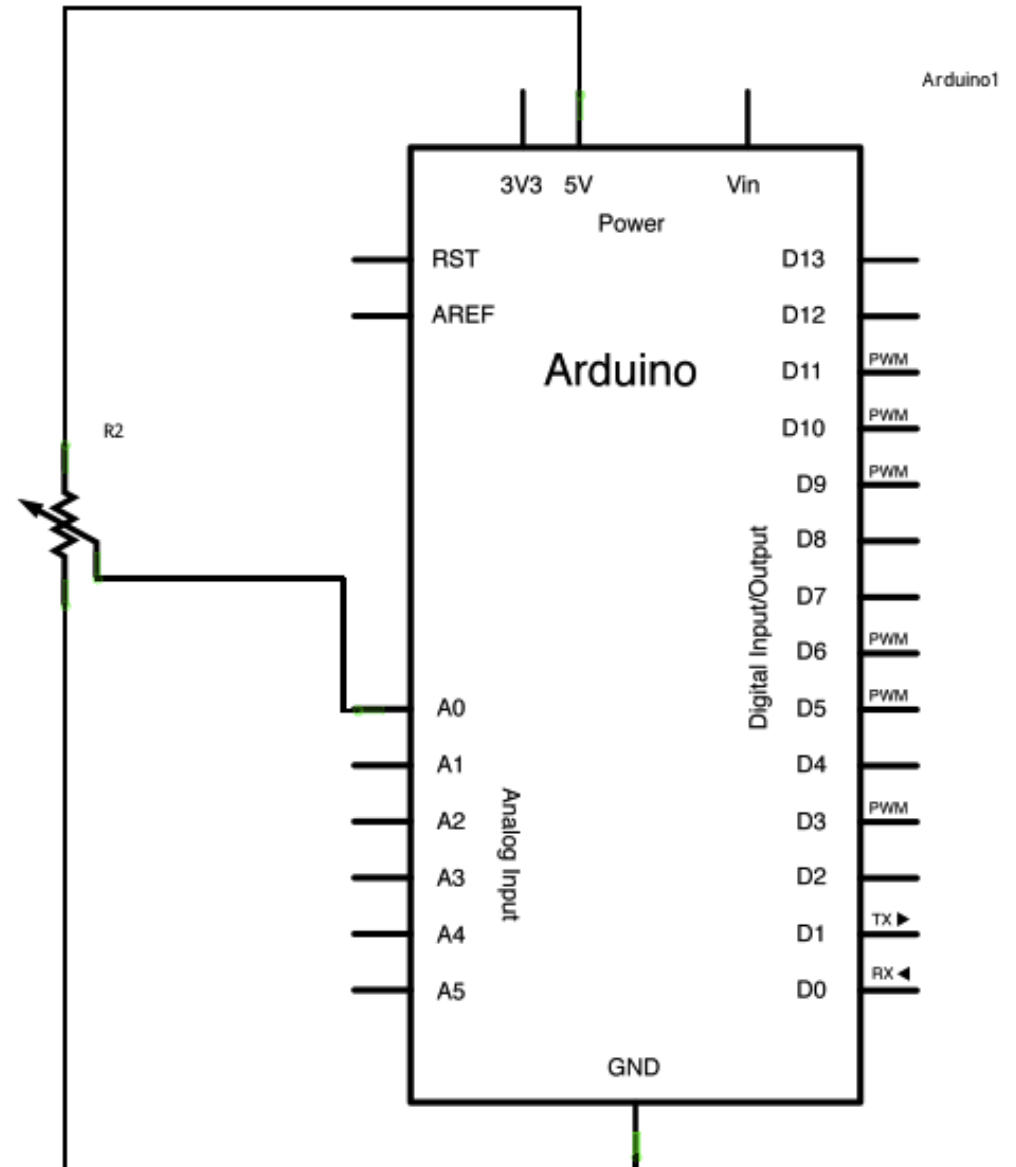 Arduino1
3V3 5V Vin
Power
RST D13
AREF D12
Arduino
D11 PWM
D10 PWM
R2
D9 PWM
D8
D7
Digital Input/Output
D6 PWM
A0 D5 PWM
A1 D4
Analog Input
A2 D3 PWM
A3 D2
A4 D1 TX ▶
A5 D0 RX ◀
GND